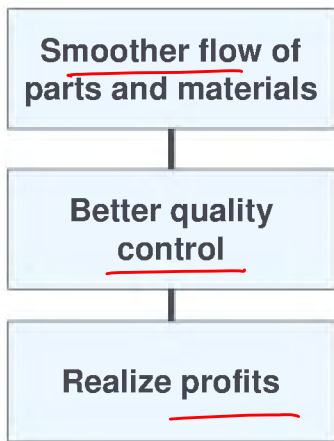 Smoother flow of
parts and materials
Better quality
control
Realize profits